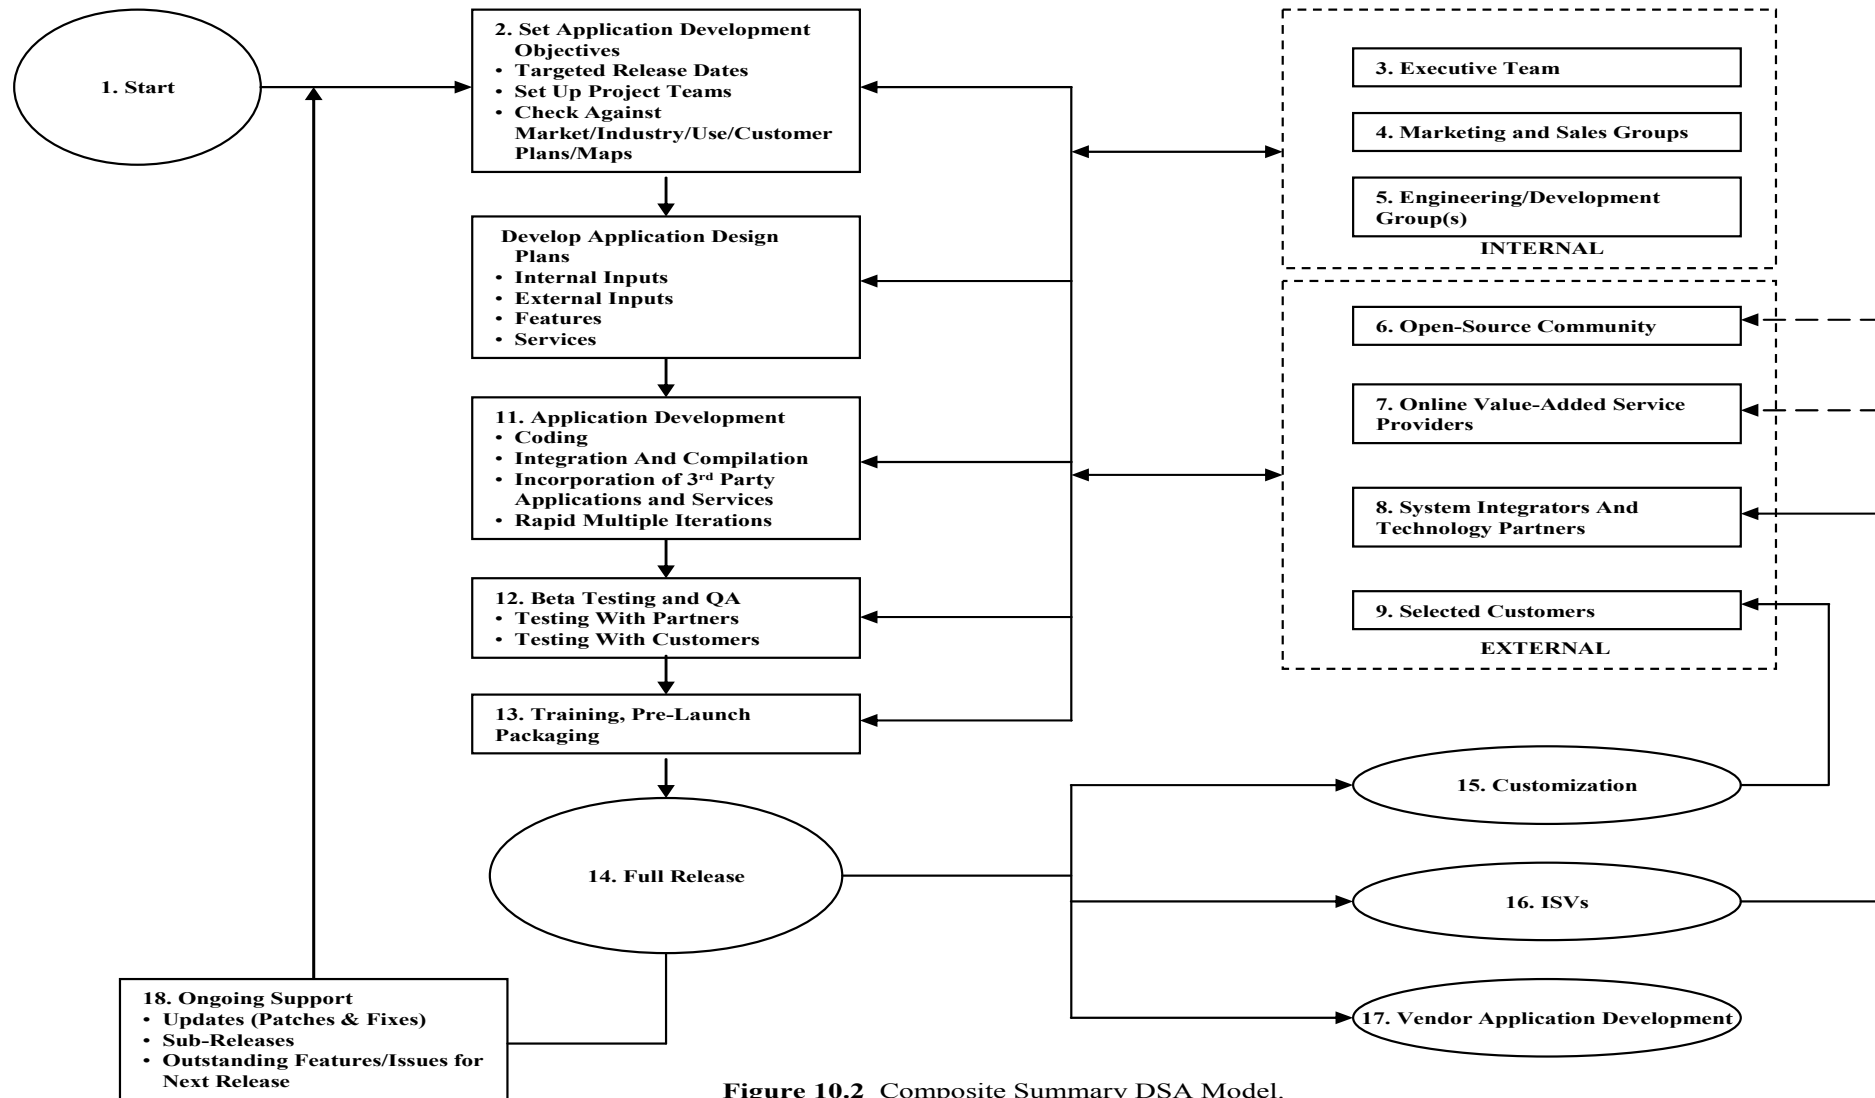 1. Start
2. Set Application Development
Objectives
• Targeted Release Dates
• Set Up Project Teams
• Check Against
Market/Industry/Use/Customer
Plans/Maps
Develop Application Design
Plans
• Internal Inputs
• External Inputs
• Features
• Services
11. Application Development
• Coding
• Integration And Compilation
• Incorporation of 3rd Party
Applications and Services
• Rapid Multiple Iterations
12. Beta Testing and QA
• Testing With Partners
• Testing With Customers
13. Training, Pre-Launch
Packaging
14. Full Release
18. Ongoing Support
• Updates (Patches & Fixes)
• Sub-Releases
• Outstanding Features/Issues for
Next Release
3. Executive Team
4. Marketing and Sales Groups
5. Engineering/Development
Group(s)
INTERNAL
6. Open-Source Community
7. Online Value-Added Service
Providers
8. System Integrators And
Technology Partners
9. Selected Customers
EXTERNAL
15. Customization
16. ISVs
17. Vendor Application Development
Figure 10.2 Composite Summary DSA Model.